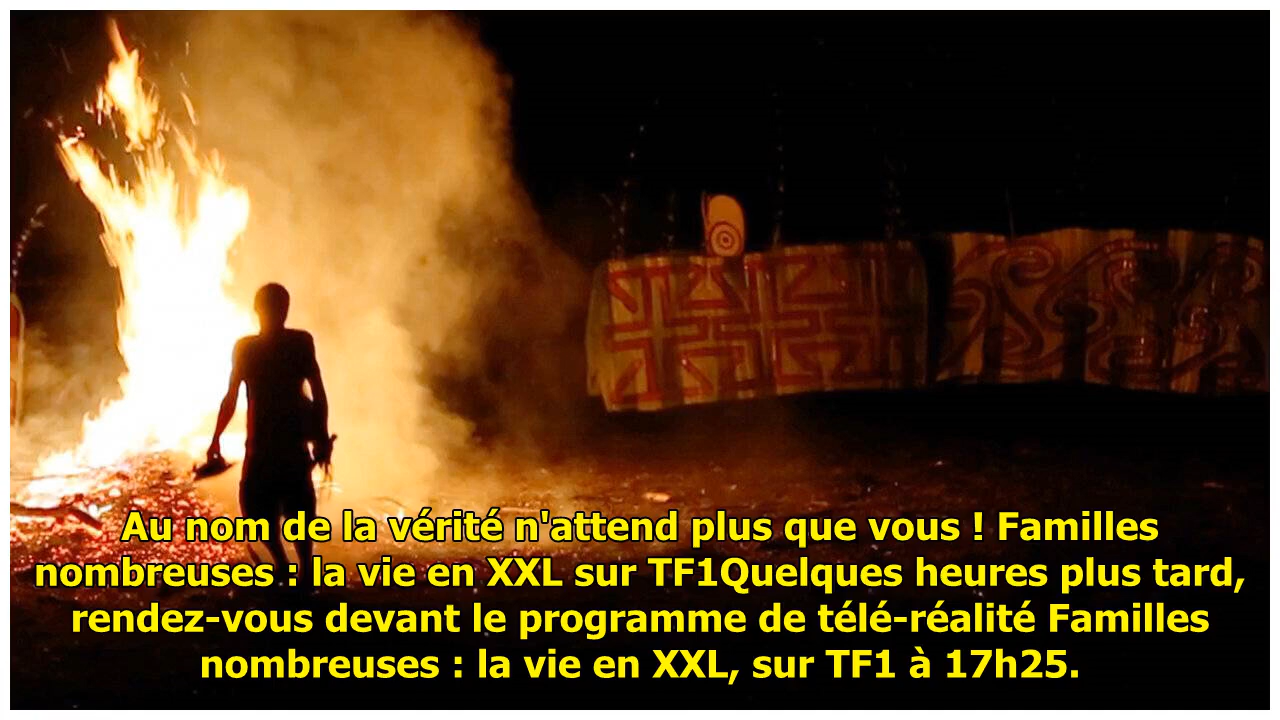 Au nom de la vérité n'attend plus que vous ! Familles
nombreuses : la vie en XXL sur TF1Quelques heures plus tard,
rendez-vous devant le programme de télé-réalité Familles
nombreuses : la vie en XXL, sur TF1 à 17h25.